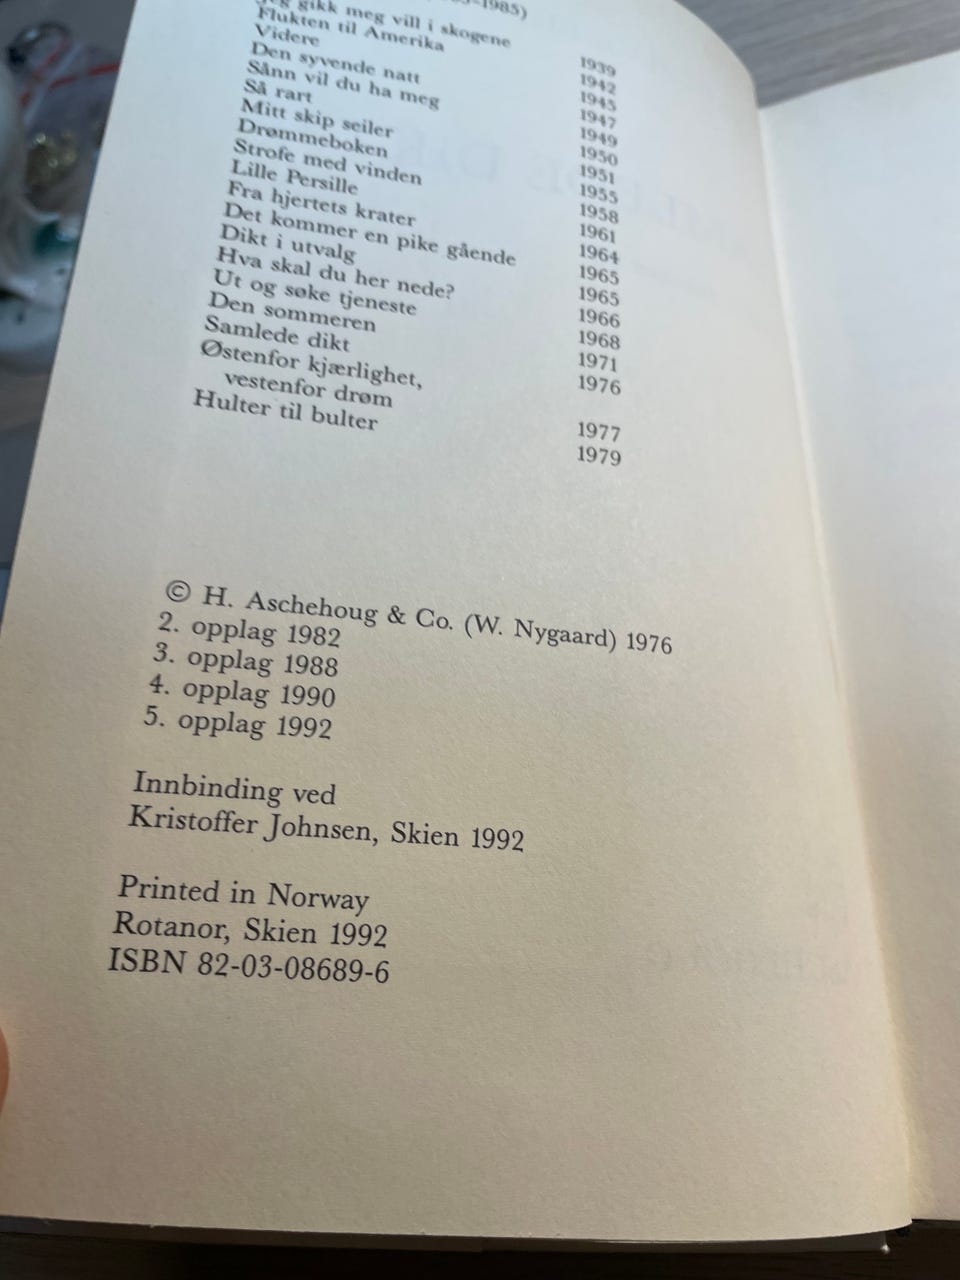 -1985)
Jeg gikk meg vill i skogene 1939
Flukten til Amerika 1942
Videre 1945
Den syvende natt 1947
Sånn vil du ha meg 1949
Så rart 1950
Mitt skip seiler 1951
Drømmeboken 1955
Strofe med vinden 1958
Lille Persille 1961
Fra hjertets krater 1964
Det kommer en pike gående 1965
Dikt i utvalg 1965
Hva skal du her nede? 1966
Ut og søke tjeneste 1968
Den sommeren 1971
Samlede dikt 1976
Østenfor kjærlighet,
vestenfor drøm 1977
Hulter til bulter 1979
© H. Aschehoug & Co. (W. Nygaard) 1976
2. opplag 1982
3. opplag 1988
4. opplag 1990
5. opplag 1992
Innbinding ved
Kristoffer Johnsen, Skien 1992
Printed in Norway
Rotanor, Skien 1992
ISBN 82-03-08689-6